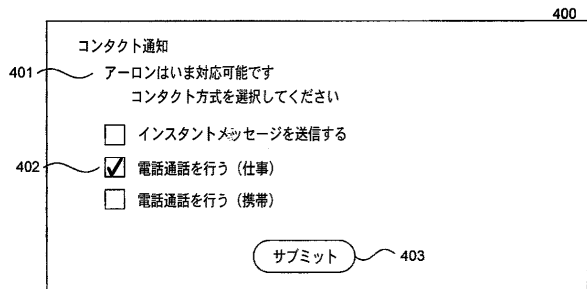 400
コンタクト通知
401 アーロンはいま対応可能です
コンタクト方式を選択してください
インスタントメッセージを送信する
402 電話通話を行う（仕事）
電話通話を行う（携帯）
サブミット 403